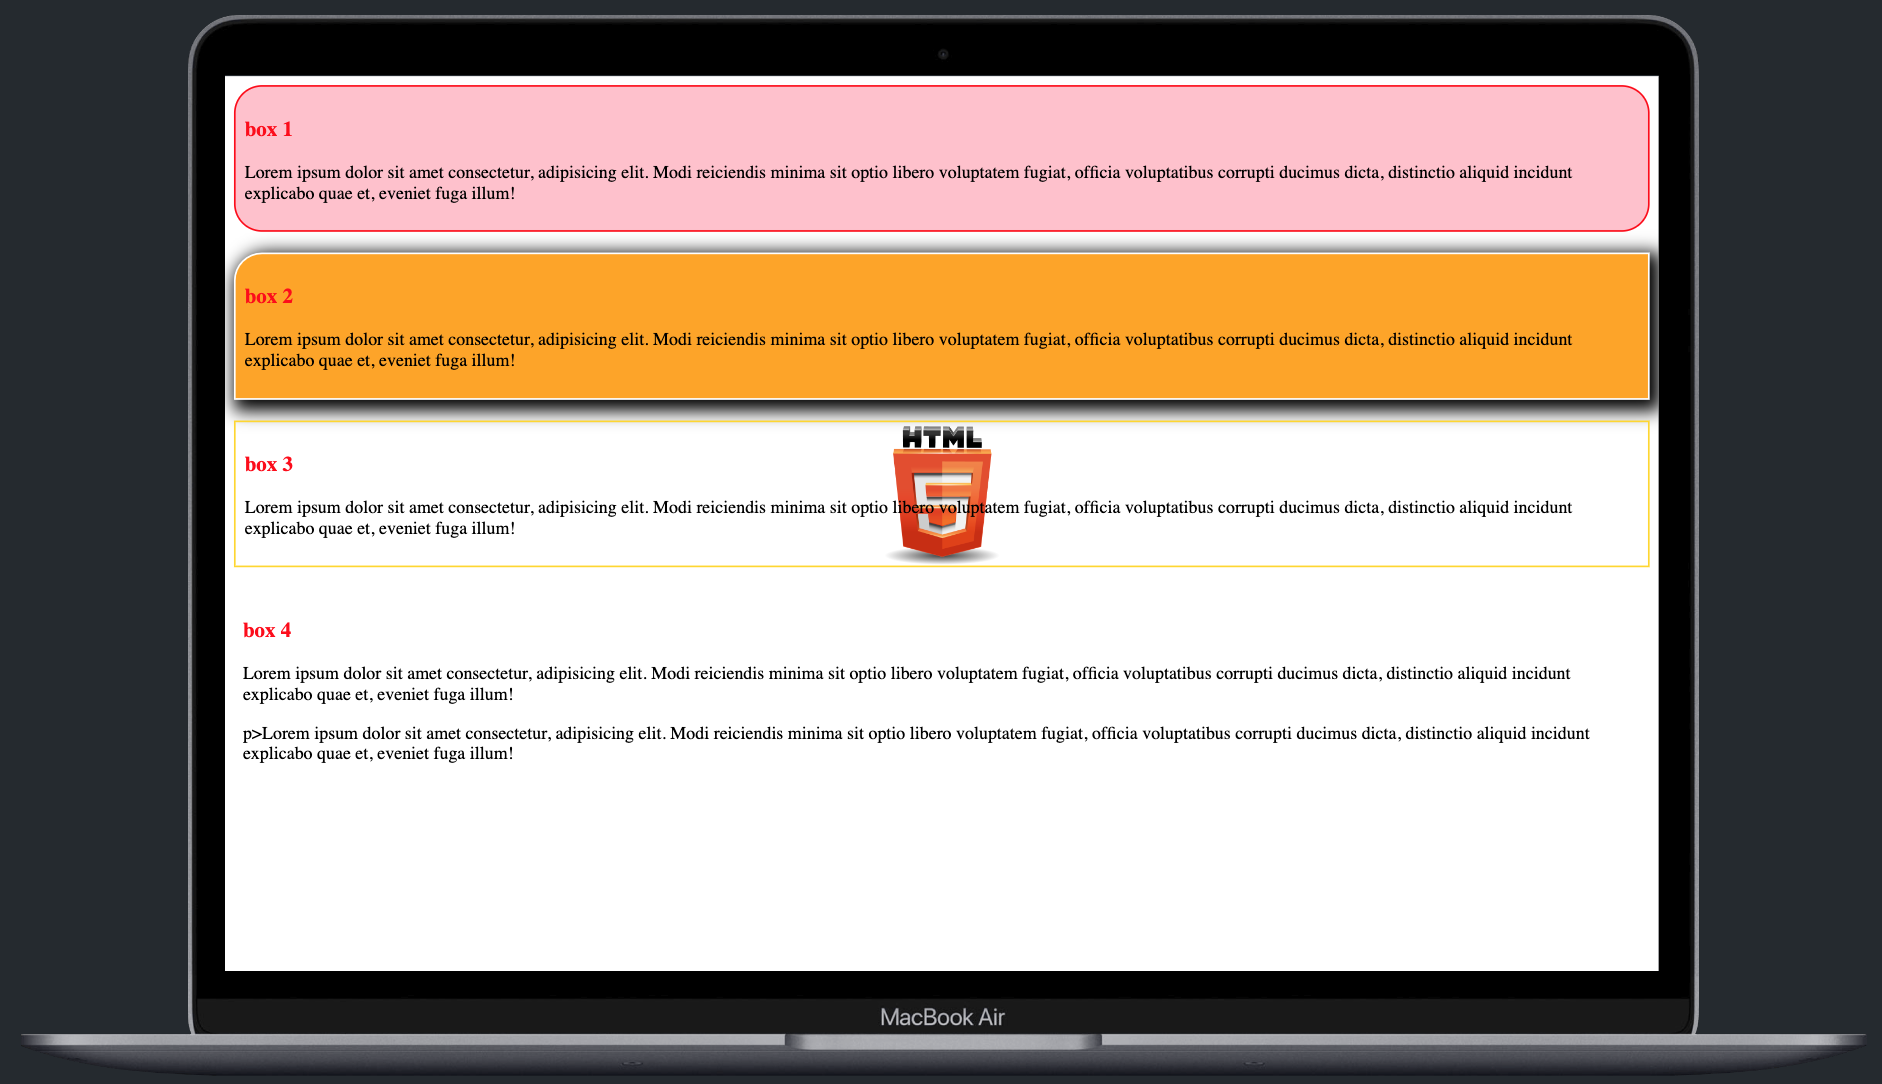 box 1
Lorem ipsum dolor sit amet consectetur, adipisicing elit. Modi reiciendis minima sit optio libero voluptatem fugiat, officia voluptatibus corrupti ducimus dicta, distinctio aliquid incidunt
explicabo quae et, eveniet fuga illum!
box 2
Lorem ipsum dolor sit amet consectetur, adipisicing elit. Modi reiciendis minima sit optio libero voluptatem fugiat, officia voluptatibus corrupti ducimus dicta, distinctio aliquid incidunt
explicabo quae et, eveniet fuga illum!
HTML
5
box 3
Lorem ipsum dolor sit amet consectetur, adipisicing elit. Modi reiciendis minima sit optio libero voluptatem fugiat, officia voluptatibus corrupti ducimus dicta, distinctio aliquid incidunt
explicabo quae et, eveniet fuga illum!
box 4
Lorem ipsum dolor sit amet consectetur, adipisicing elit. Modi reiciendis minima sit optio libero voluptatem fugiat, officia voluptatibus corrupti ducimus dicta, distinctio aliquid incidunt
explicabo quae et, eveniet fuga illum!
p>Lorem ipsum dolor sit amet consectetur, adipisicing elit. Modi reiciendis minima sit optio libero voluptatem fugiat, officia voluptatibus corrupti ducimus dicta, distinctio aliquid incidunt
explicabo quae et, eveniet fuga illum!
MacBook Air